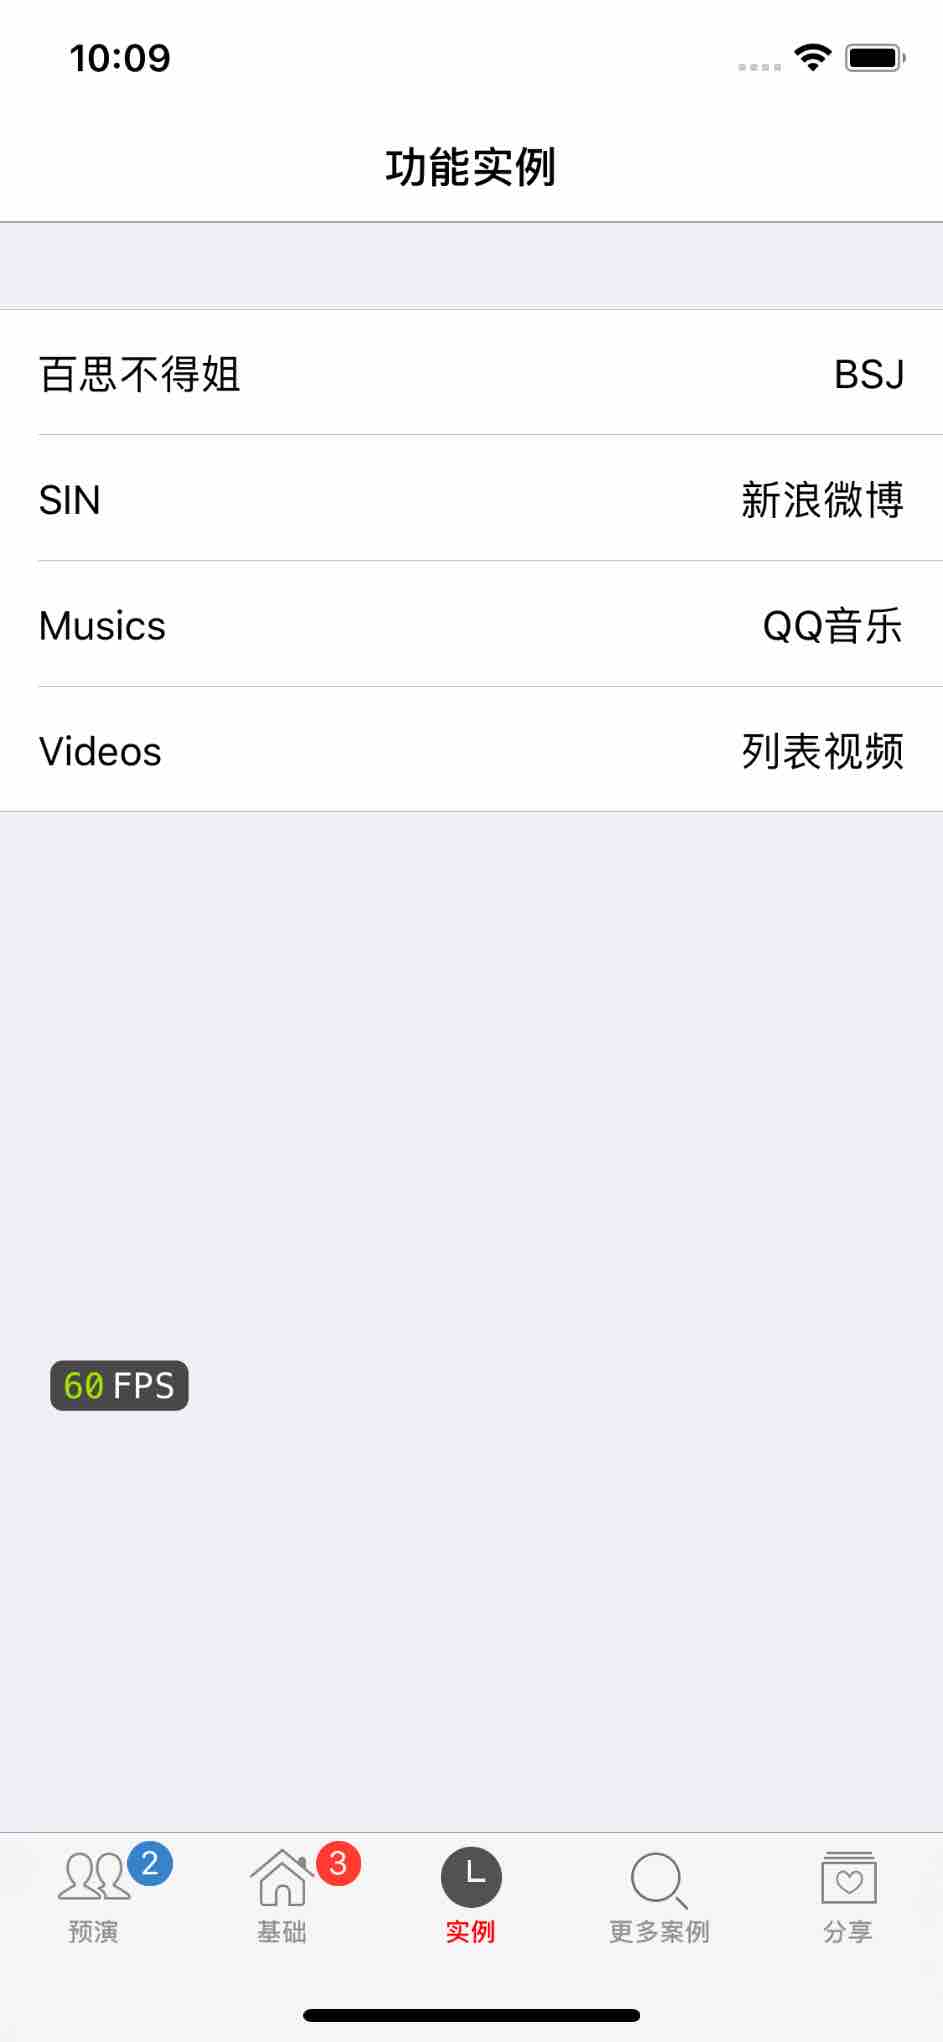 10:09
功能实例
百思不得姐 BSJ
SIN 新浪微博
Musics QQ音乐
Videos 列表视频
60 FPS
2 3
预演 基础 实例 更多案例 分享